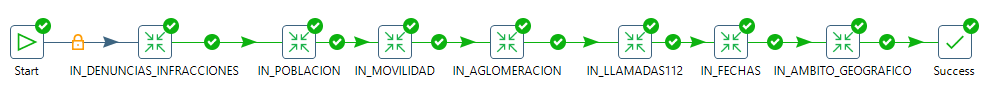 Start
IN_DENUNCIAS_INFRACCIONES
IN_POBLACION
IN_MOVILIDAD
IN_AGLOMERACION
IN_LLAMADAS112
IN_FECHAS
IN_AMBITO_GEOGRAFICO
Success